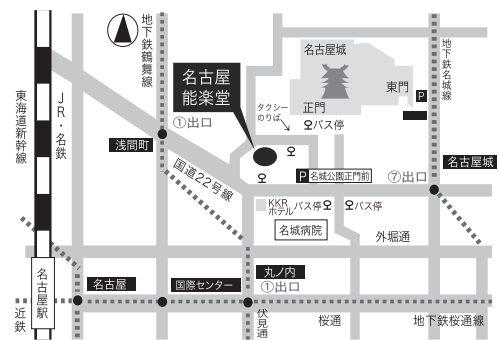 地下鉄鶴舞線
名古屋城
地下鉄名城線
東門
P
名古屋
能楽堂
正門
タクシー
のりば
バス停
東海道新幹線
JR・名鉄
①出口
浅間町
国道22号線
名古屋城
P 名城公園正門前
⑦出口
KKR
ホテル
バス停
バス停
名城病院
外堀通
名古屋駅
名古屋
国際センター
丸ノ内
①出口
近鉄
伏見通
桜通
地下鉄桜通線